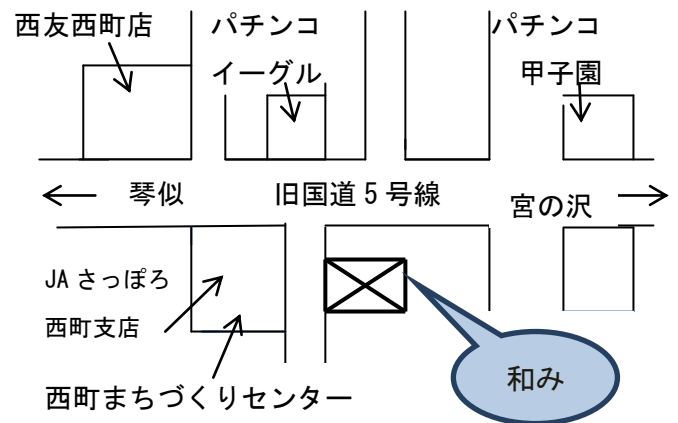 西友西町店
パチンコ
イーグル
パチンコ
甲子園
琴似
旧国道5号線
宮の沢
JAさっぽろ
西町支店
西町まちづくりセンター
和み